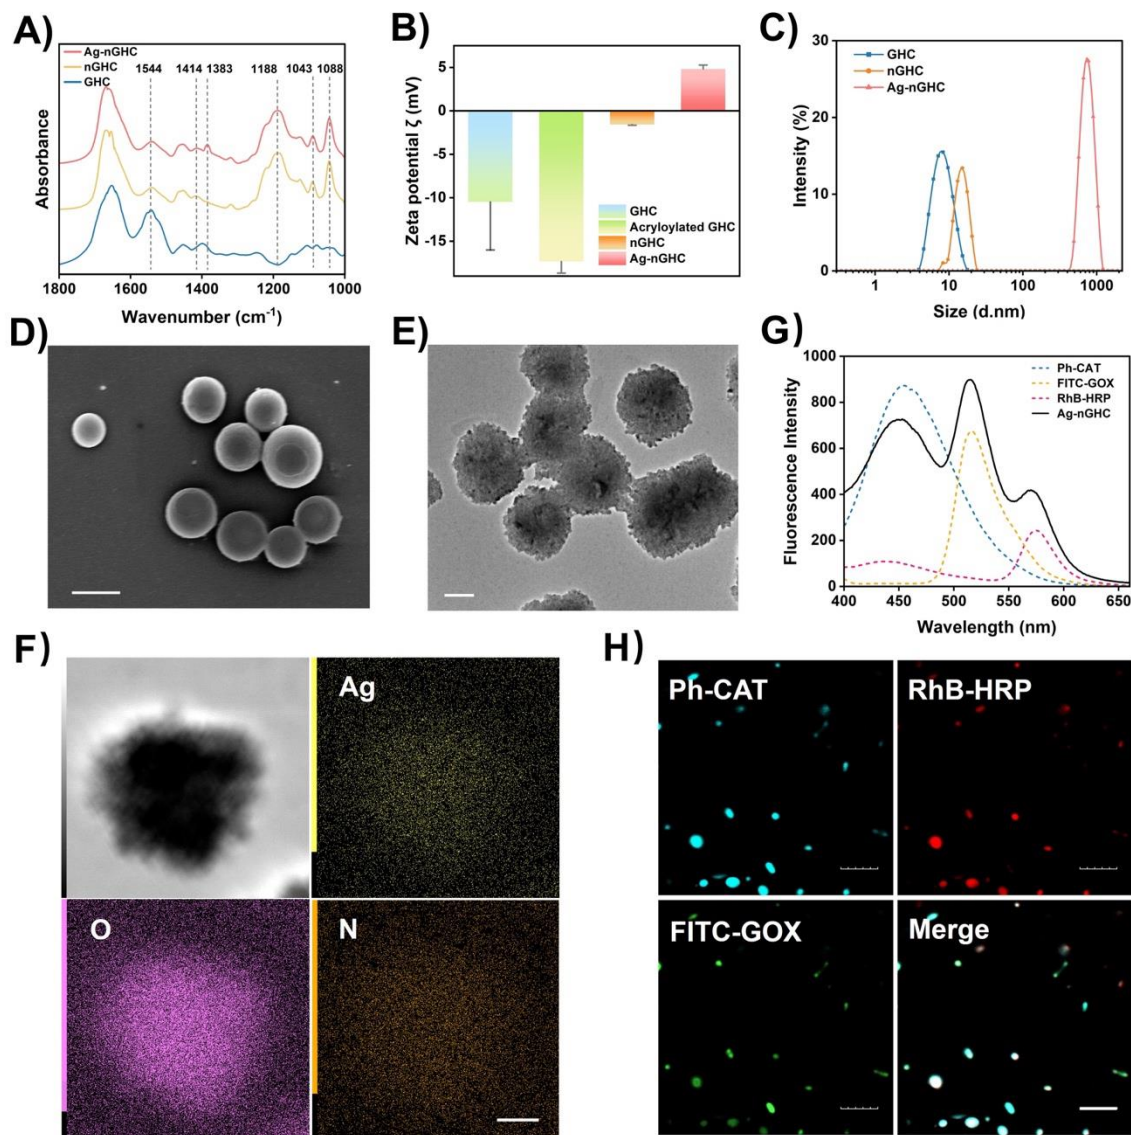 A)
Ag-nGHC
nGHC
GHC
1544
1414
1383
1188
1043
1088
Absorbance
1800
1600
1400
1200
1000
Wavenumber (cm⁻¹)
B)
5
0
-5
-10
-15
Zeta potential ζ (mV)
GHC
Acryloylated GHC
nGHC
Ag-nGHC
C)
30
20
10
0
Intensity (%)
GHC
nGHC
Ag-nGHC
1
10
100
1000
Size (d.nm)
D)
E)
G)
1000
800
600
400
200
0
Fluorescence Intensity
Ph-CAT
FITC-GOX
RhB-HRP
Ag-nGHC
400
450
500
550
600
650
Wavelength (nm)
F)
Ag
O
N
H)
Ph-CAT
RhB-HRP
FITC-GOX
Merge